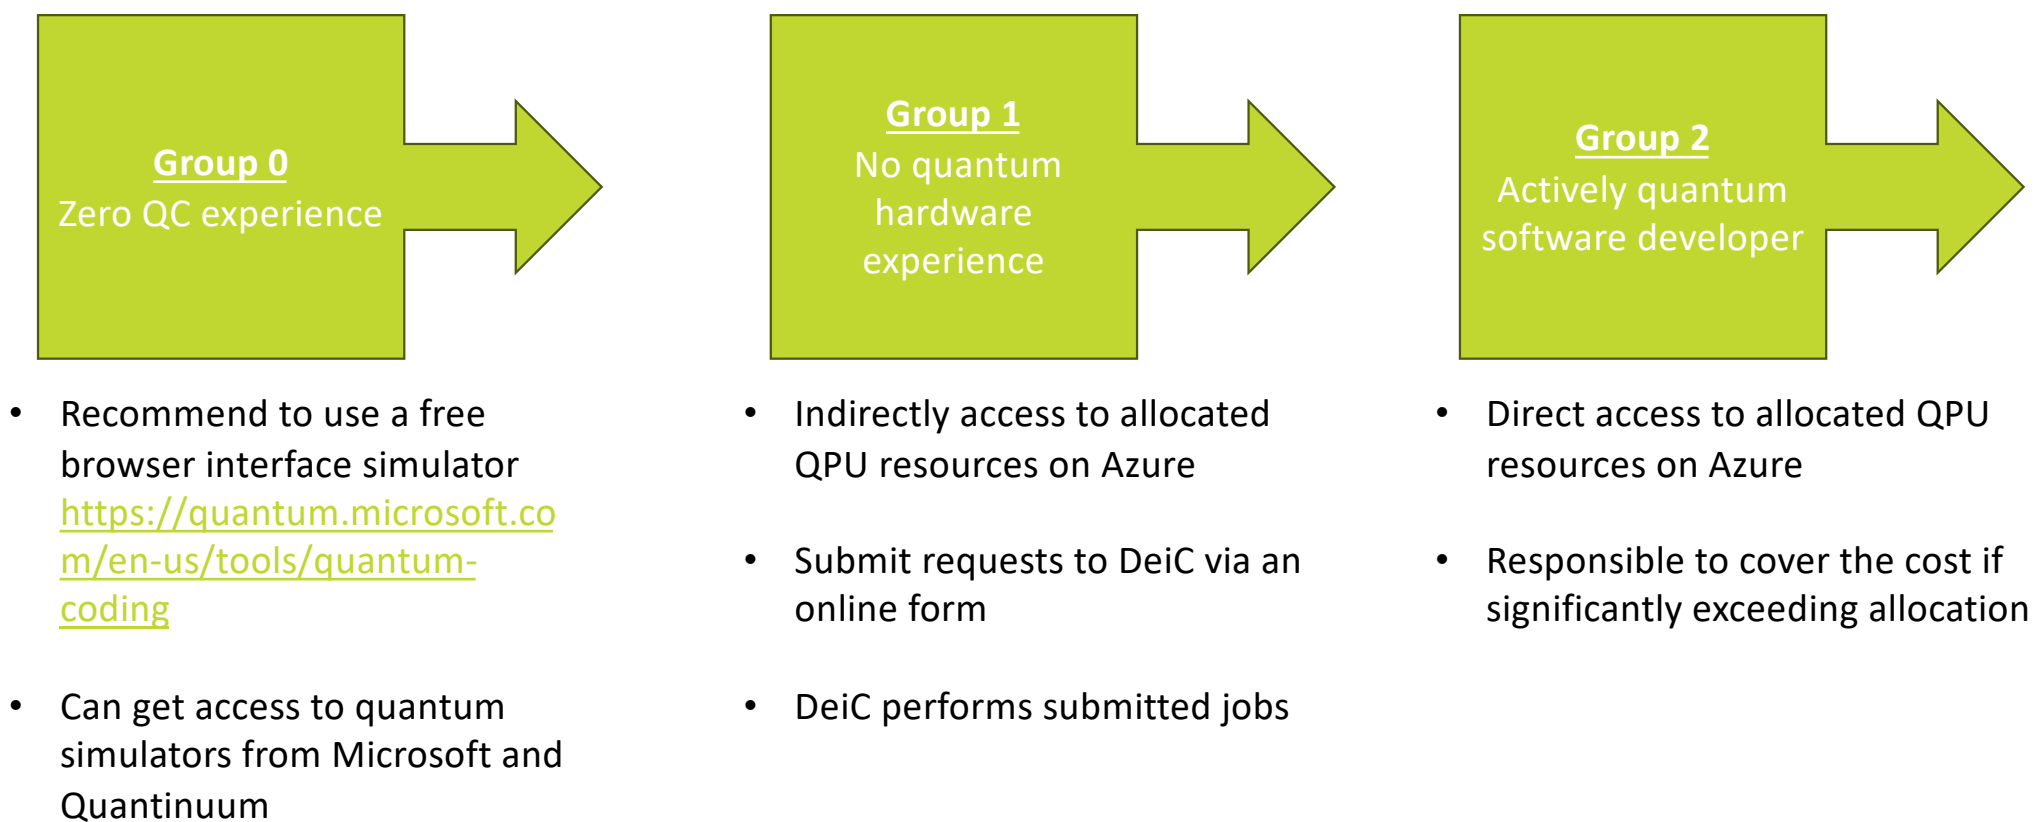 Group 0
Zero QC experience
• Recommend to use a free
browser interface simulator
https://quantum.microsoft.co
m/en-us/tools/quantum-
coding
• Can get access to quantum
simulators from Microsoft and
Quantinuum
Group 1
No quantum
hardware
experience
• Indirectly access to allocated
QPU resources on Azure
• Submit requests to DeiC via an
online form
• DeiC performs submitted jobs
Group 2
Actively quantum
software developer
• Direct access to allocated QPU
resources on Azure
• Responsible to cover the cost if
significantly exceeding allocation